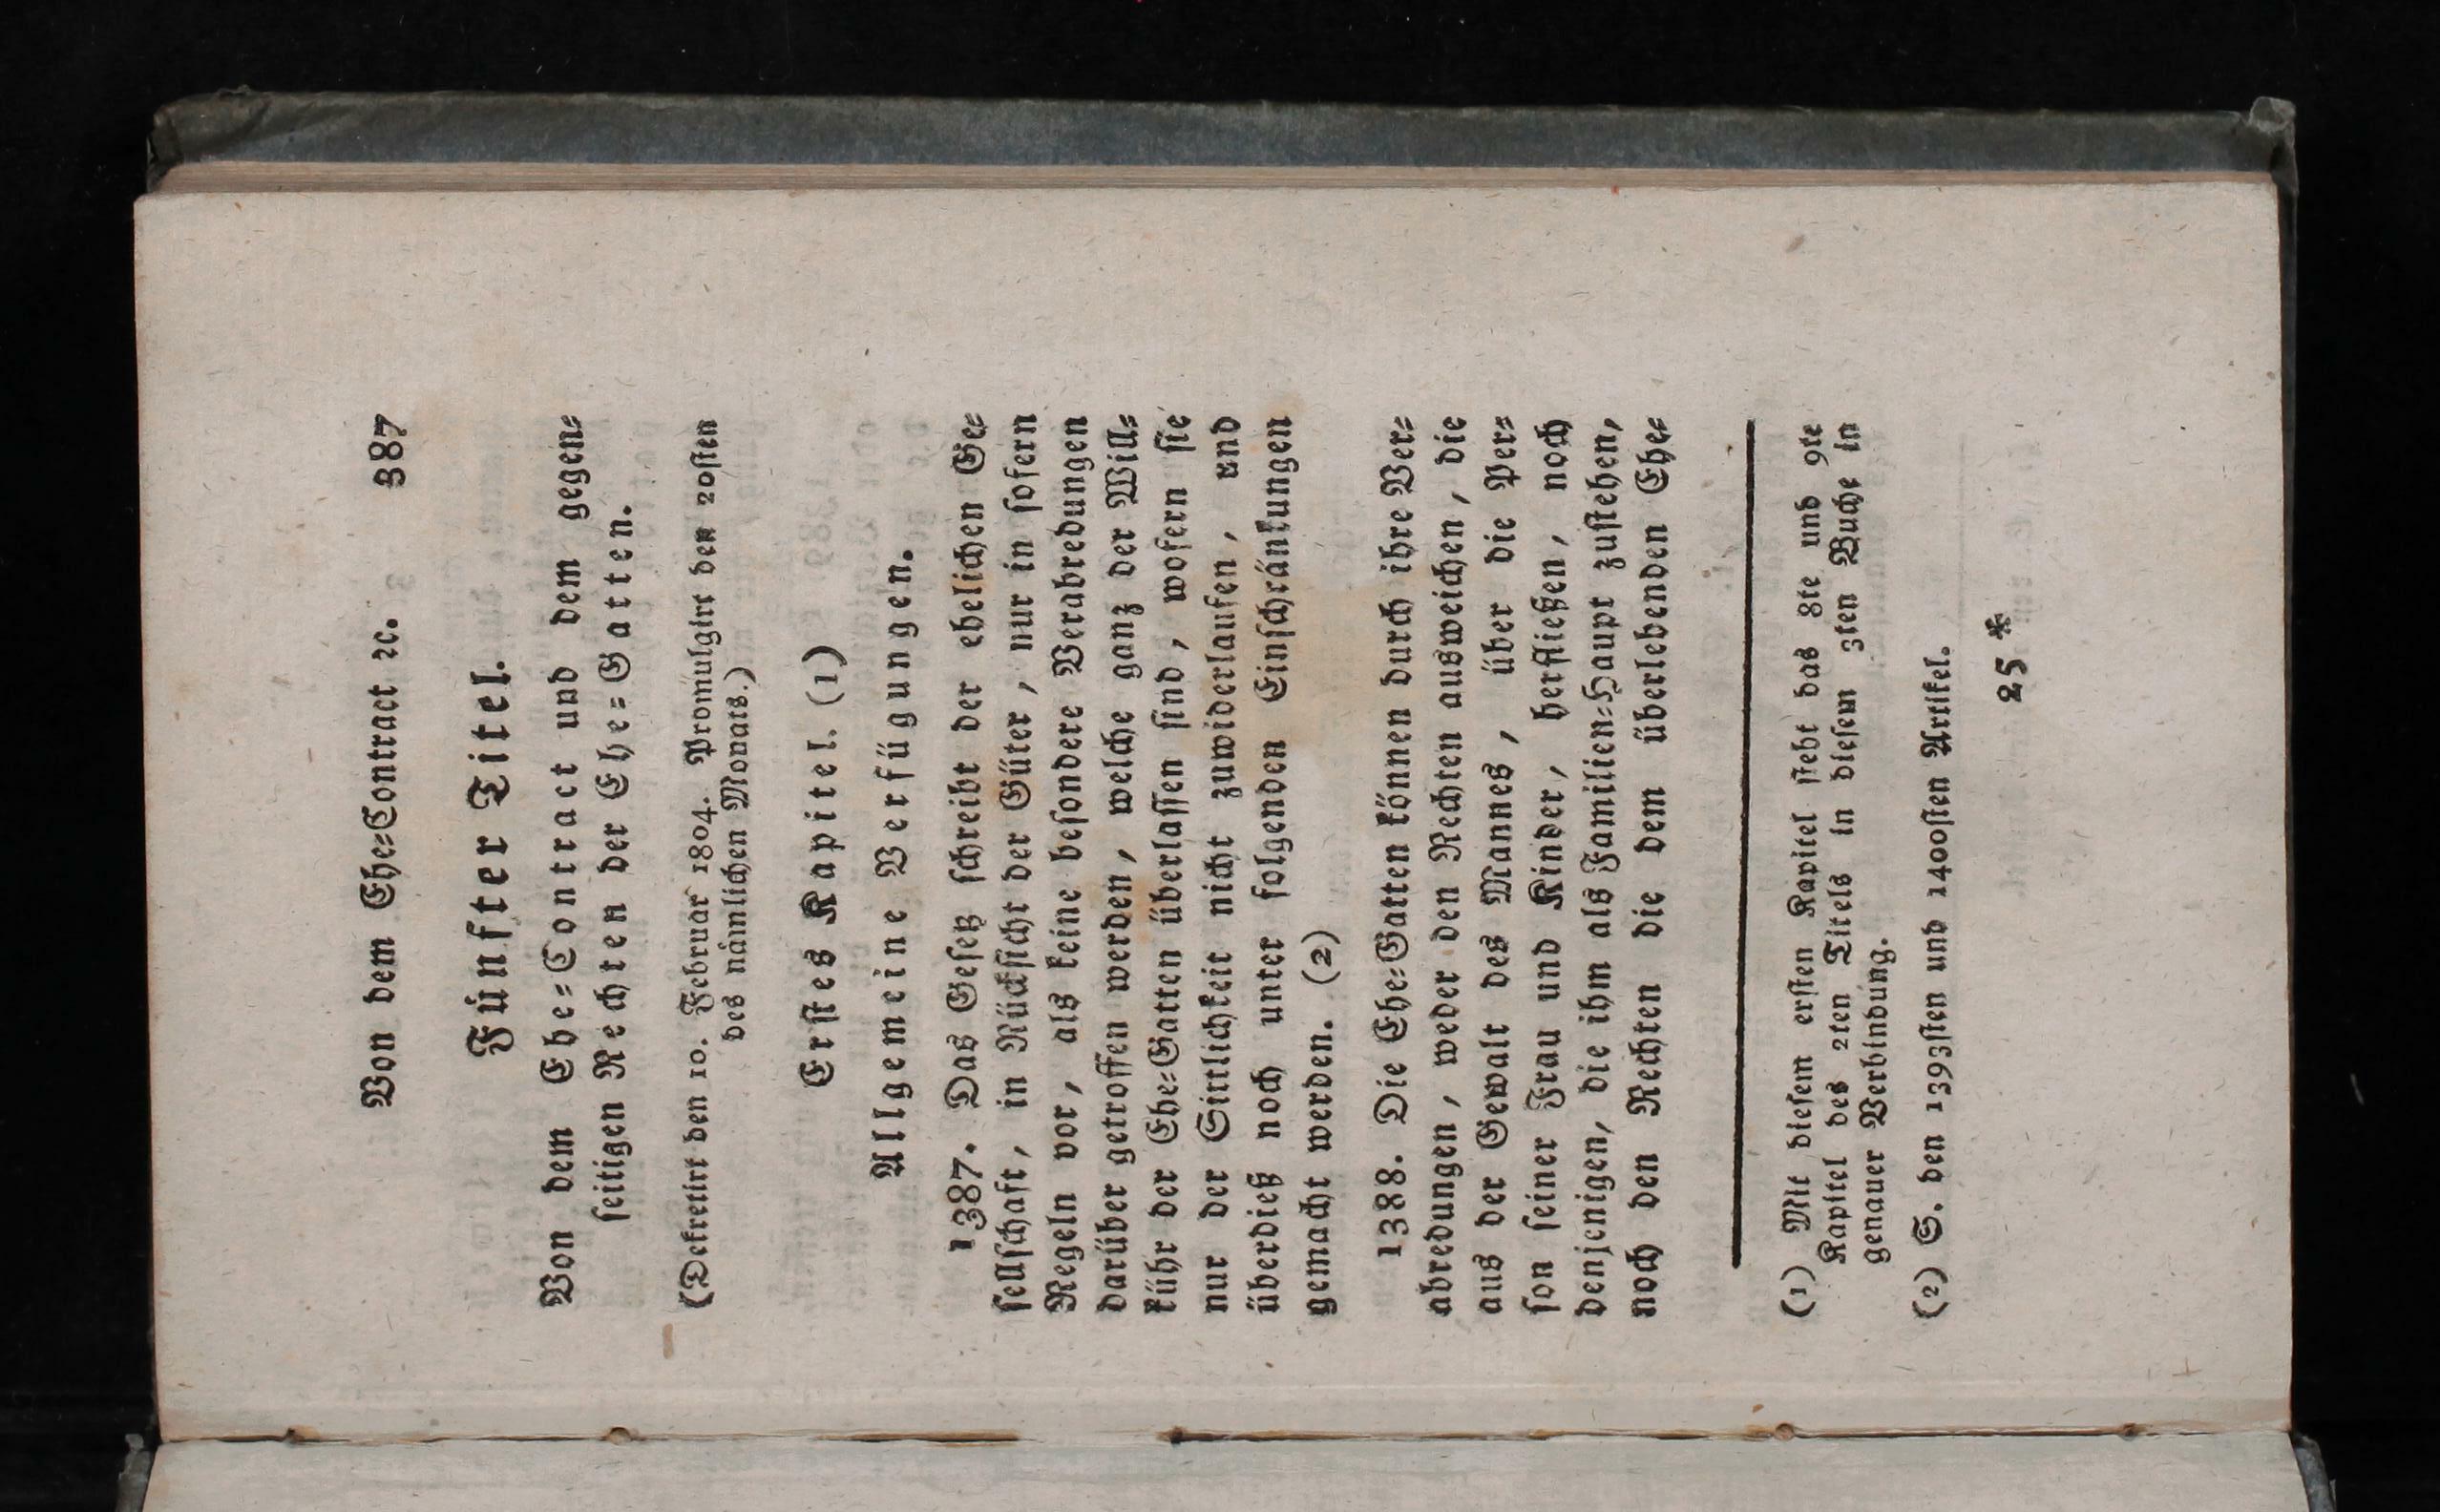 Von dem Ehe=Contract ꝛc. 387
Fünfter Titel.
Von dem Ehe=Contract und dem gegen=
seitigen Rechten der Ehe=Gatten.
(Dekretirt den 10. Februar 1804. Promulgirt den 20sten
des nämlichen Monats.)
Erstes Kapitel. (1)
Allgemeine Verfügungen.
1387. Das Gesetz schreibt der ehelichen Ge=
sellschaft, in Rücksicht der Güter, nur in sofern
Regeln vor, als keine besondere Verabredungen
darüber getroffen werden, welche ganz der Will=
kühr der Ehe=Gatten überlassen sind, wofern sie
nur der Sittlichkeit nicht zuwiderlaufen, und
überdieß noch unter folgenden Einschränkungen
gemacht werden. (2)
1388. Die Ehe=Gatten können durch ihre Ver=
abredungen, weder den Rechten ausweichen, die
aus der Gewalt des Mannes, über die Per=
son seiner Frau und Kinder, herfließen, noch
denjenigen, die ihm als Familien=Haupt zustehen,
noch den Rechten die dem überlebenden Ehe=
(1) Mit diesem ersten Kapitel steht das 8te und 9te
Kapitel des 2ten Titels in diesem 3ten Buche in
genauer Verbindung.
(2) S. den 1393sten und 1400sten Artikel.
25 *